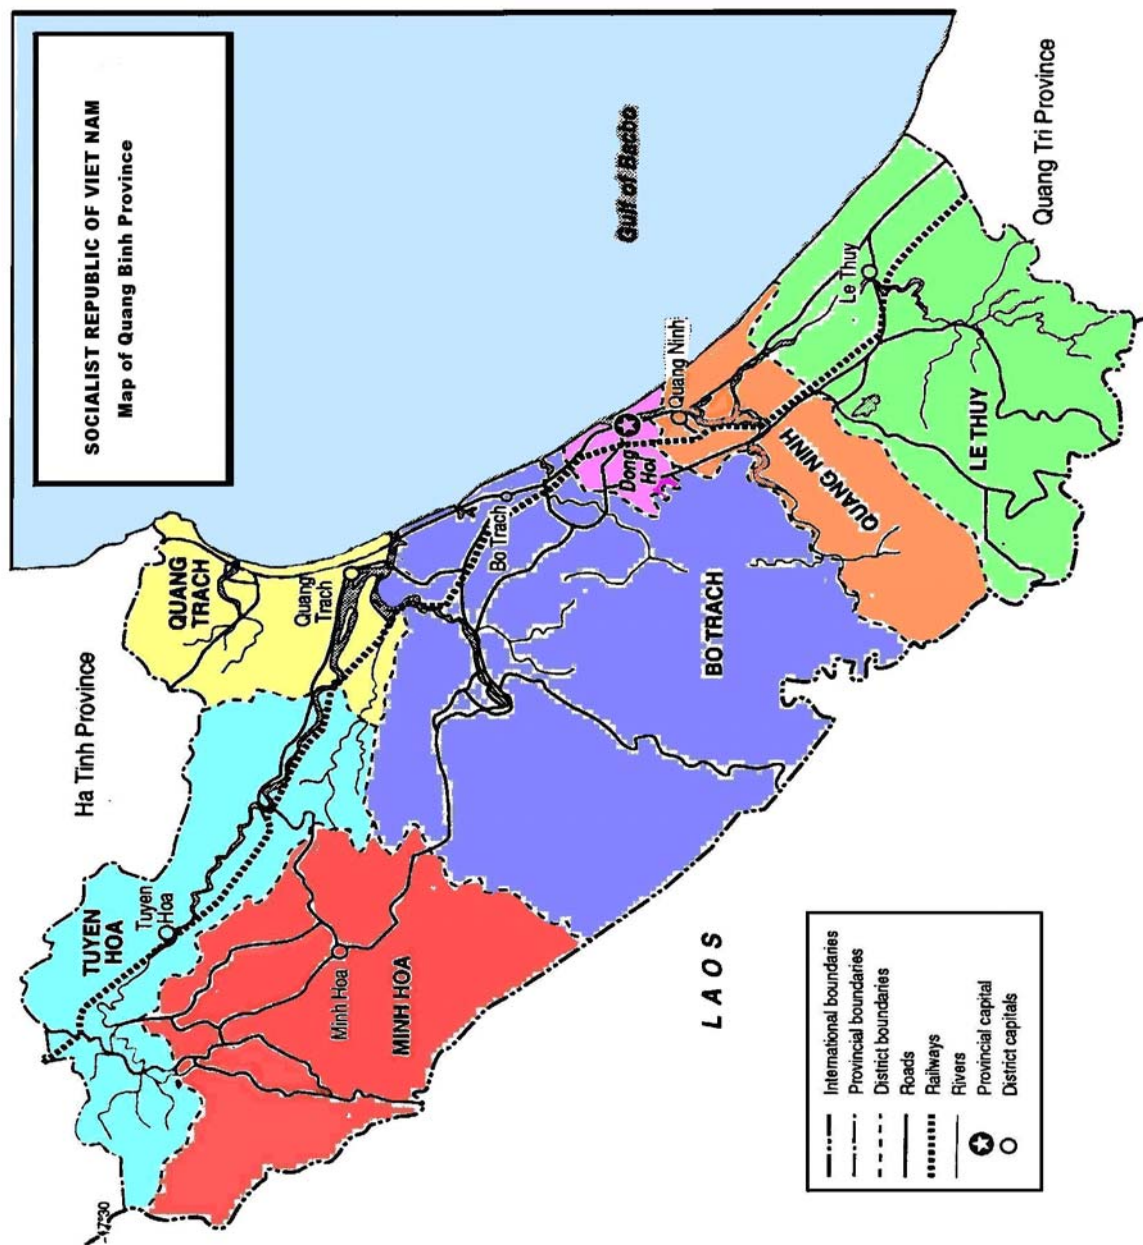 SOCIALIST REPUBLIC OF VIET NAM
Map of Quang Binh Province
Ha Tinh Province
17°30
TUYEN
HOA
Tuyen
Hoa
QUANG
TRACH
Quang
Trach
Minh Hoa
MINH HOA
Bo Trach
BO TRACH
Dong
Hoi
Quang Ninh
QUANG NINH
Le Thuy
LE THUY
Gulf of Bacbo
Quang Tri Province
LAOS
International boundaries
Provincial boundaries
District boundaries
Roads
Railways
Rivers
Provincial capital
District capitals